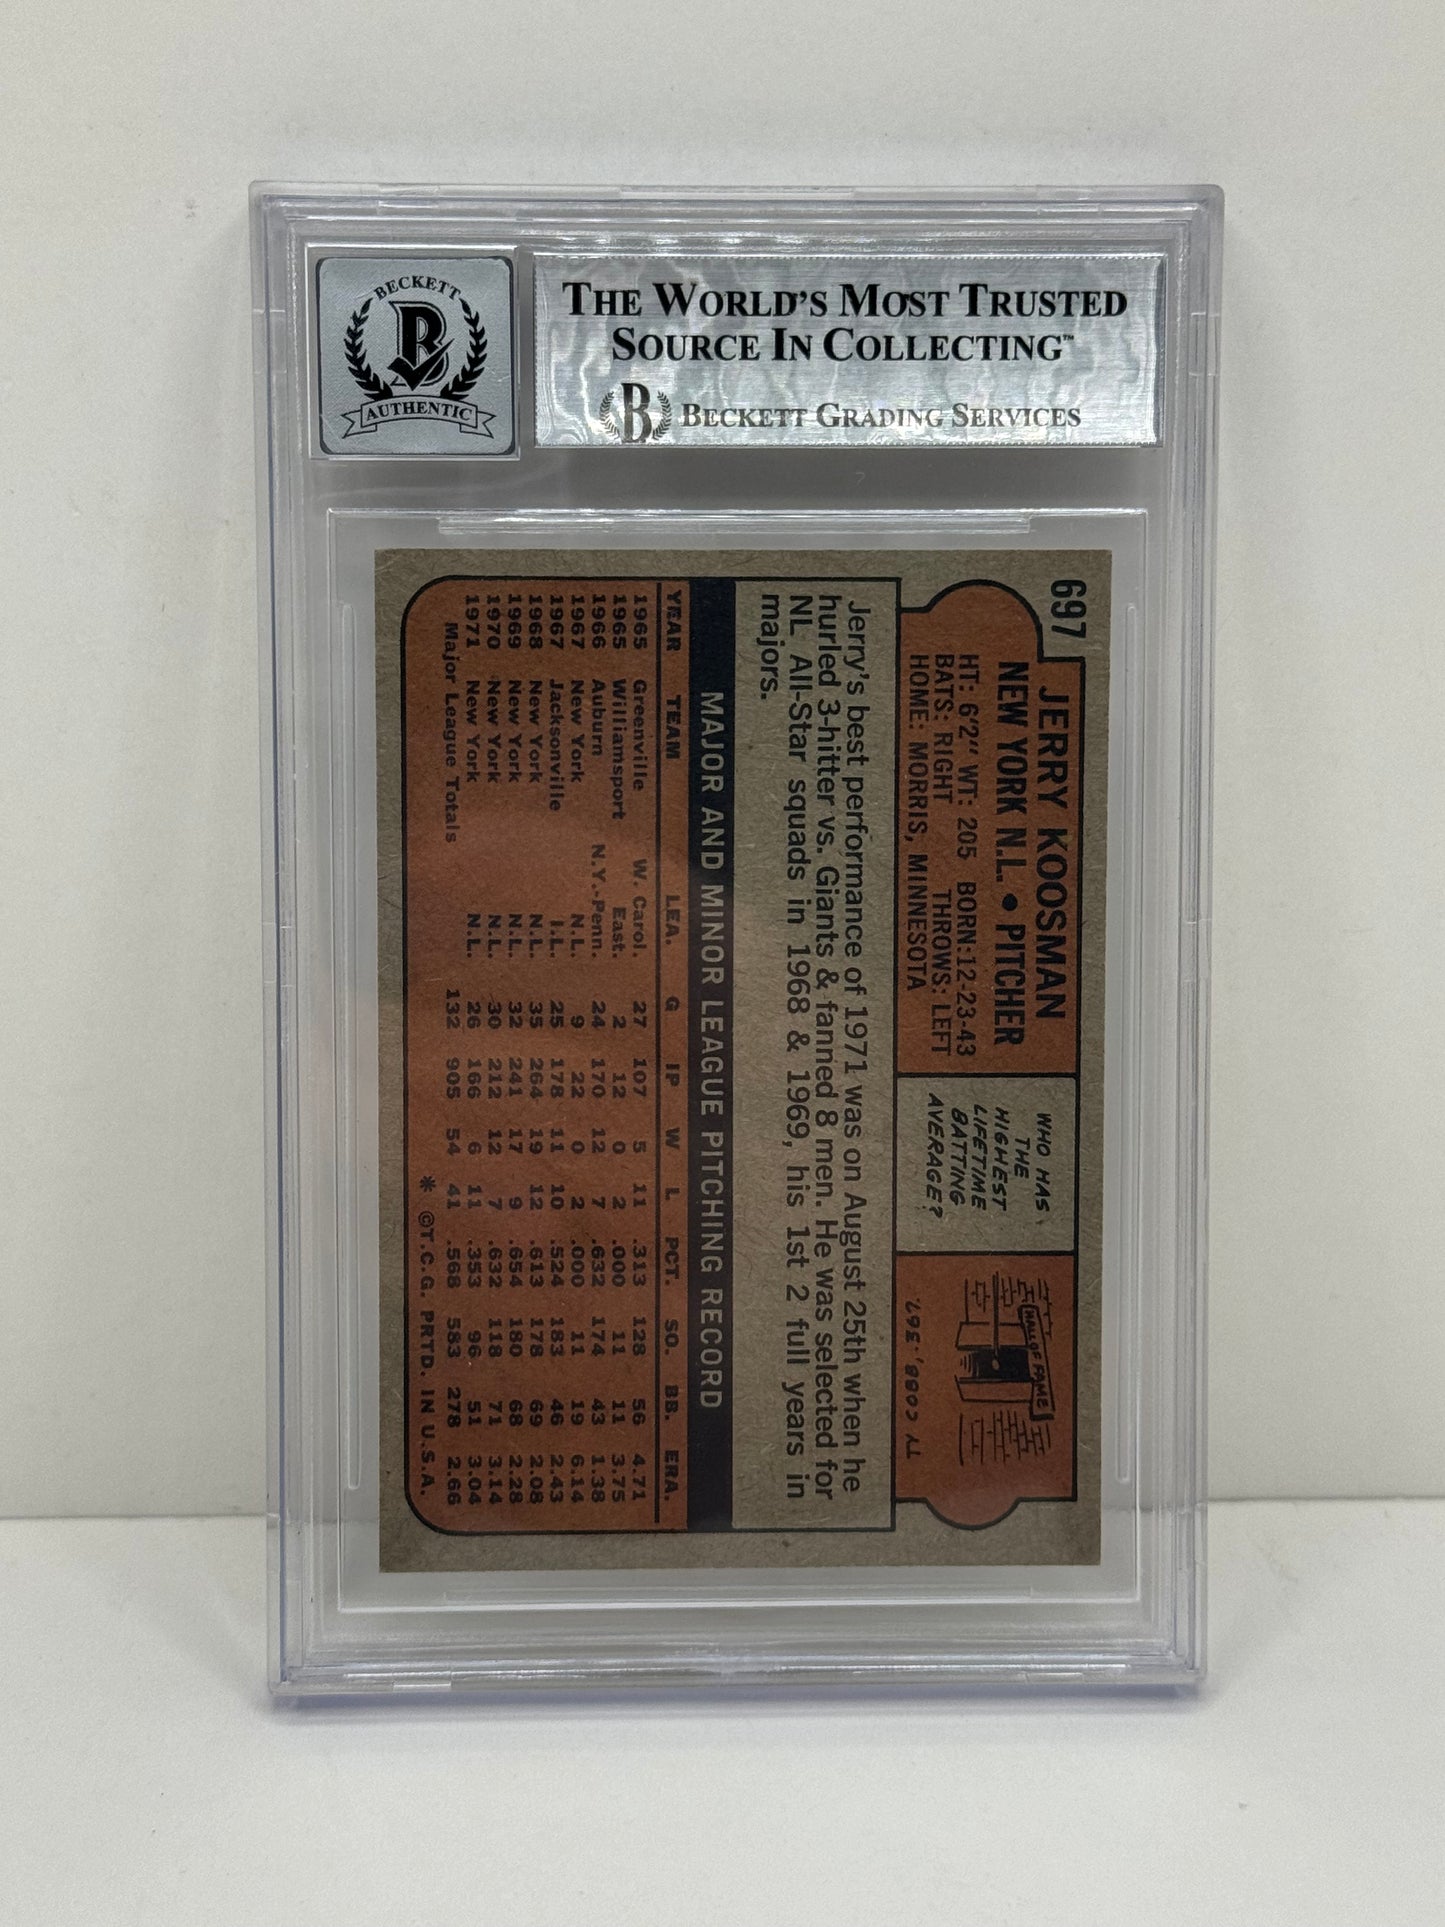 BECKETT
B
AUTHENTIC
THE WORLD'S MOST TRUSTED
SOURCE IN COLLECTING™
B BECKETT GRADING SERVICES
697
JERRY KOOSMAN
NEW YORK N.L. • PITCHER
HT: 6'2" WT: 205 BORN: 12-23-43
BATS: RIGHT THROWS: LEFT
HOME: MORRIS, MINNESOTA
WHO HAS
THE
HIGHEST
LIFETIME
BATTING
AVERAGE?
HALL OF FAME
TY COBB, .367.
Jerry's best performance of 1971 was on August 25th when he
hurled 3-hitter vs. Giants & fanned 8 men. He was selected for
NL All-Star squads in 1968 & 1969, his 1st 2 full years in
majors.
MAJOR AND MINOR LEAGUE PITCHING RECORD
YEAR TEAM LEA. G IP W L PCT. SO. BB. ERA.
1965 Greenville W. Carol. 27 107 5 11 .313 128 56 4.71
1965 Williamsport East. 2 12 0 2 .000 11 11 3.75
1966 Auburn N.Y.-Penn. 24 170 12 7 .632 174 43 1.38
1967 New York N.L. 9 22 0 2 .000 11 19 6.14
1967 Jacksonville I.L. 25 178 11 10 .524 183 46 2.43
1968 New York N.L. 35 264 19 12 .613 178 69 2.08
1969 New York N.L. 32 241 17 9 .654 180 68 2.28
1970 New York N.L. 30 212 12 7 .632 118 71 3.14
1971 New York N.L. 26 166 6 11 .353 96 51 3.04
Major League Totals 132 905 54 41 .568 583 278 2.66
* ©T.C.G. PRTD. IN U.S.A.